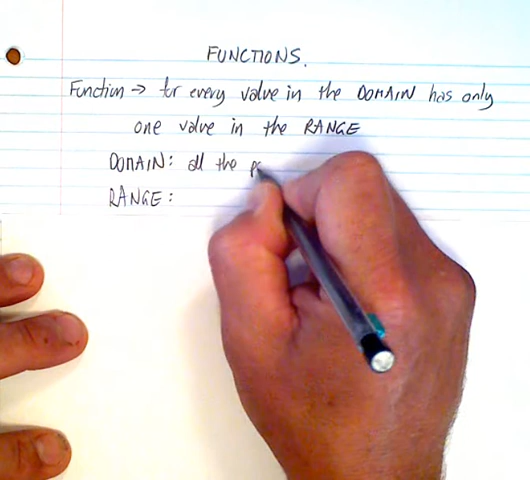 FUNCTIONS.
Function → for every value in the DOMAIN has only
one value in the RANGE
DOMAIN: all the
RANGE: